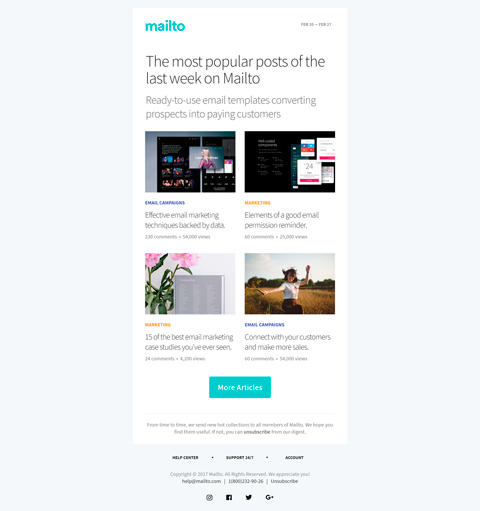 mailto
FEB 20 — FEB 27
The most popular posts of the
last week on Mailto
Ready-to-use email templates converting
prospects into paying customers
EMAIL CAMPAIGNS
Effective email marketing
techniques backed by data.
230 comments • 54,000 views
MARKETING
Elements of a good email
permission reminder.
60 comments • 25,000 views
24
MARKETING
15 of the best email marketing
case studies you've ever seen.
24 comments • 4,200 views
EMAIL CAMPAIGNS
Connect with your customers
and make more sales.
60 comments • 54,000 views
More Articles
From time to time, we send new hot collections to all members of Mailto. We hope you
find them useful. If not, you can unsubscribe from our digest.
HELP CENTER • SUPPORT 24/7 • ACCOUNT
Copyright © 2017 Mailto. All Rights Reserved. We appreciate you!
help@mailto.com | 1(800)232-90-26 | Unsubscribe